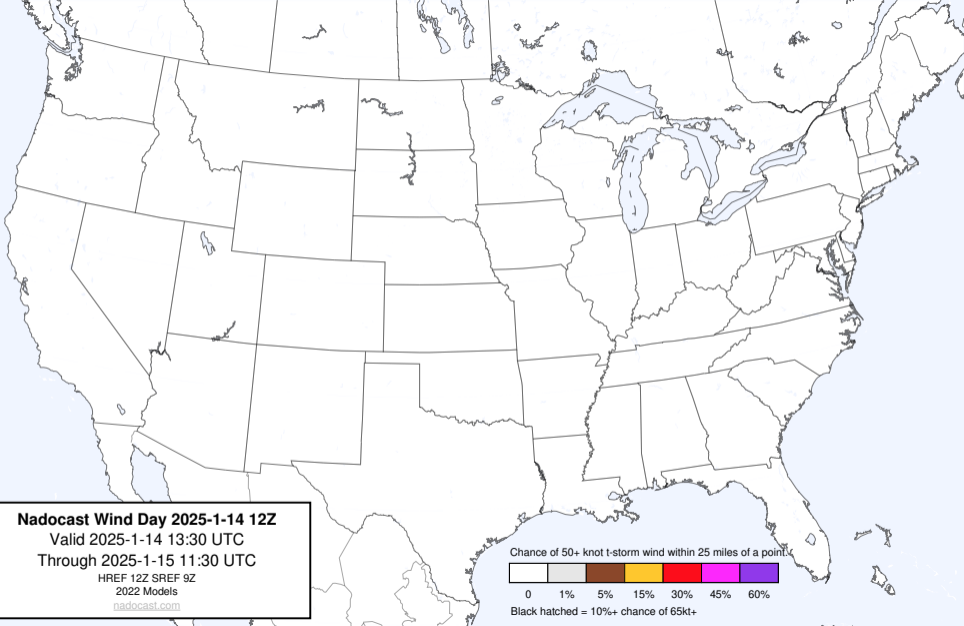 Nadocast Wind Day 2025-1-14 12Z
Valid 2025-1-14 13:30 UTC
Through 2025-1-15 11:30 UTC
HREF 12Z SREF 9Z
2022 Models
nadocast.com
Chance of 50+ knot t-storm wind within 25 miles of a point.
0 1% 5% 15% 30% 45% 60%
Black hatched = 10%+ chance of 65kt+